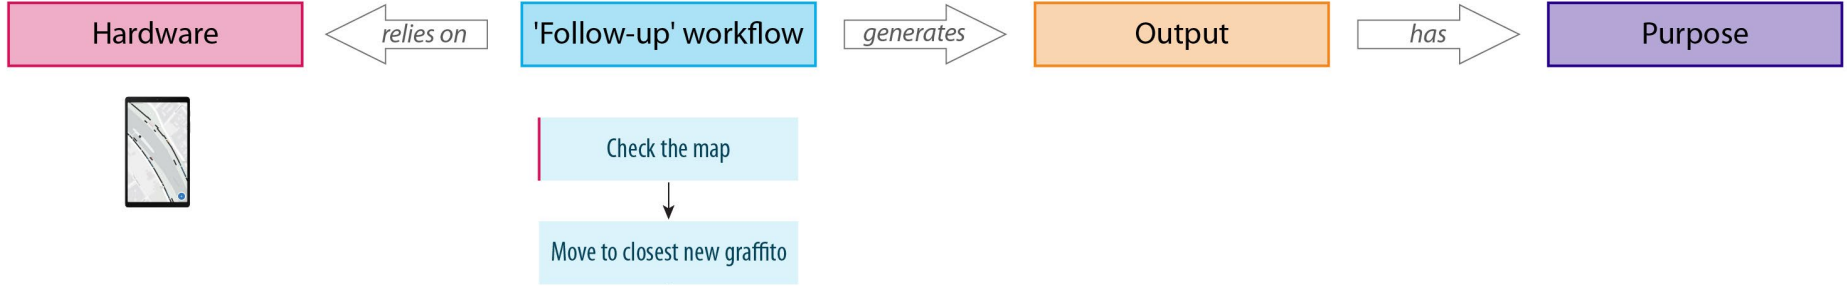 Hardware
relies on
'Follow-up' workflow
generates
Output
has
Purpose
Check the map
Move to closest new graffito